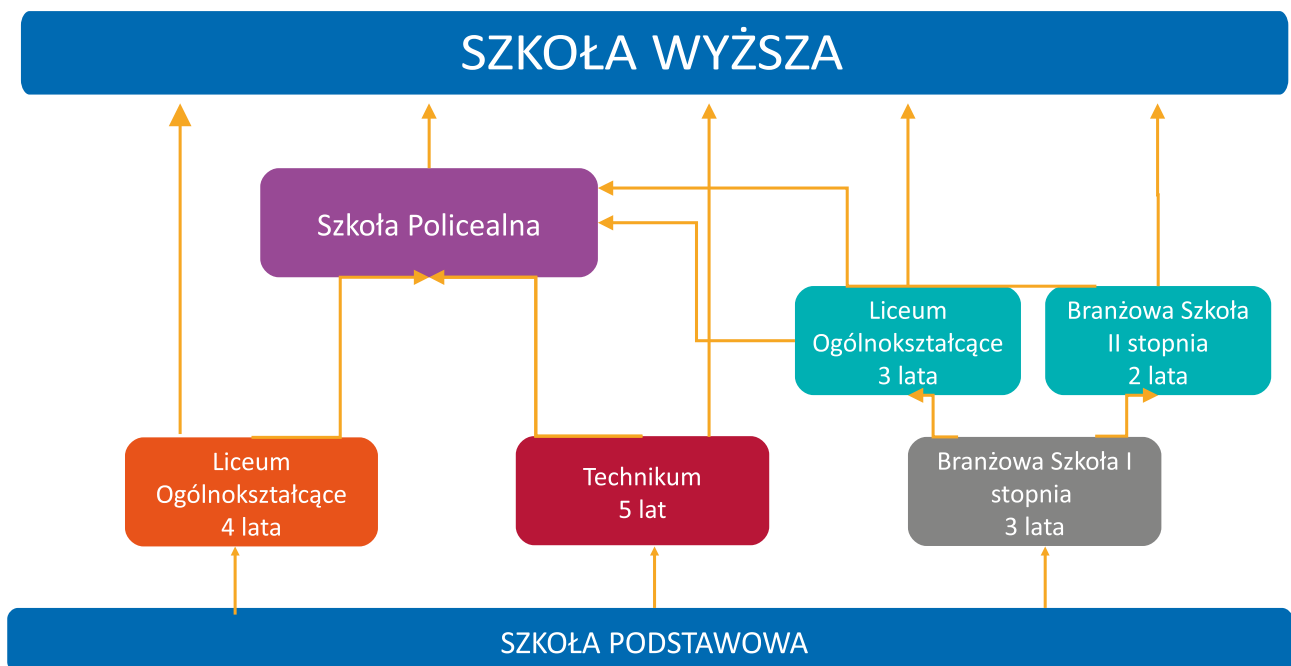 SZKOŁA WYŻSZA
Szkoła Policealna
Liceum
Ogólnokształcące
3 lata
Branżowa Szkoła
II stopnia
2 lata
Liceum
Ogólnokształcące
4 lata
Technikum
5 lat
Branżowa Szkoła I
stopnia
3 lata
SZKOŁA PODSTAWOWA